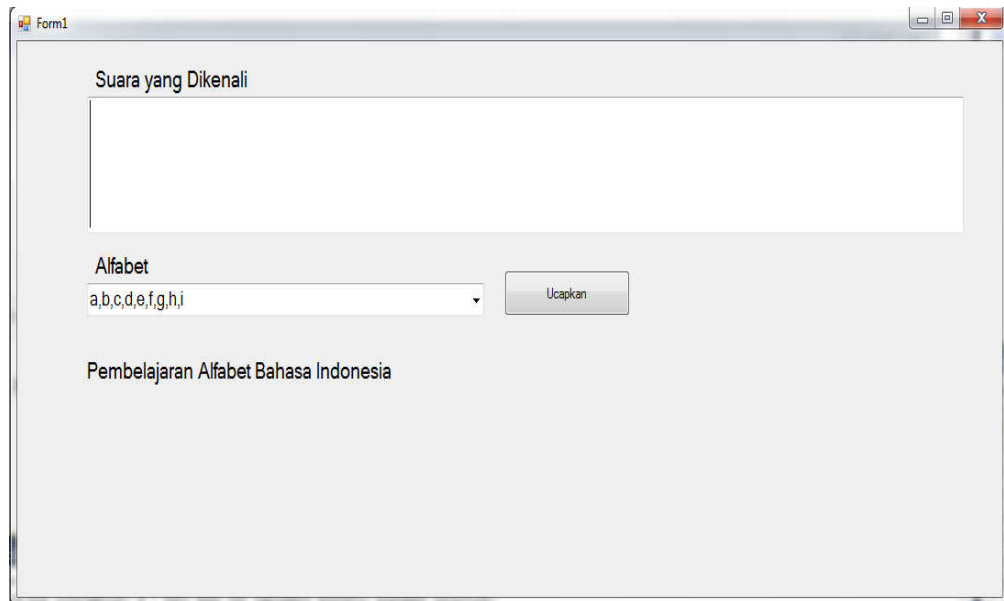 Form1
Suara yang Dikenali
Alfabet
a,b,c,d,e,f,g,h,i
Ucapkan
Pembelajaran Alfabet Bahasa Indonesia